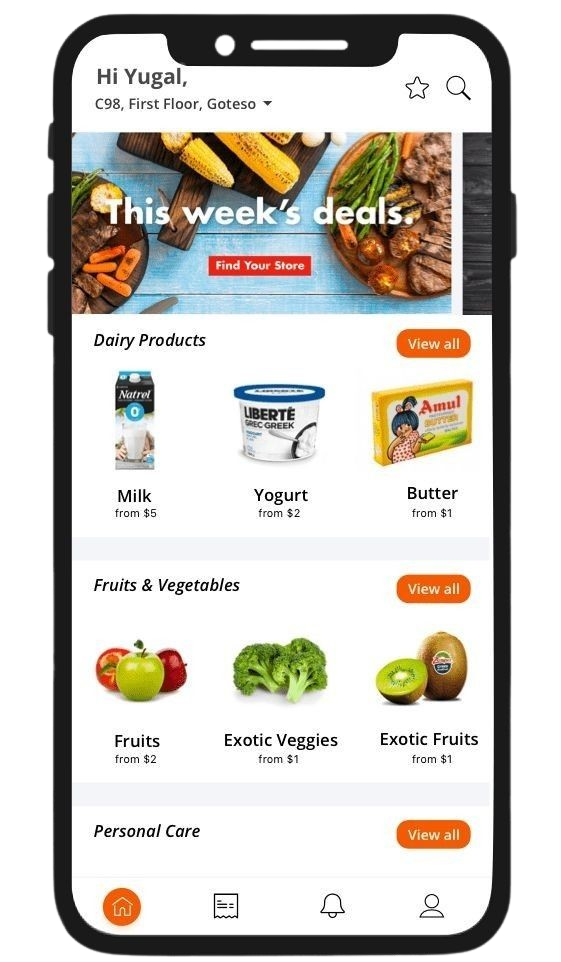 Hi Yugal,
C98, First Floor, Goteso
This week's deals.
Find Your Store
Dairy Products
View all
Natrel
0
LIBERTÉ
GREC·GREEK
Amul
BUTTER
Milk
Yogurt
Butter
from $5
from $2
from $1
Fruits & Vegetables
View all
Fruits
Exotic Veggies
Exotic Fruits
from $2
from $1
from $1
Personal Care
View all